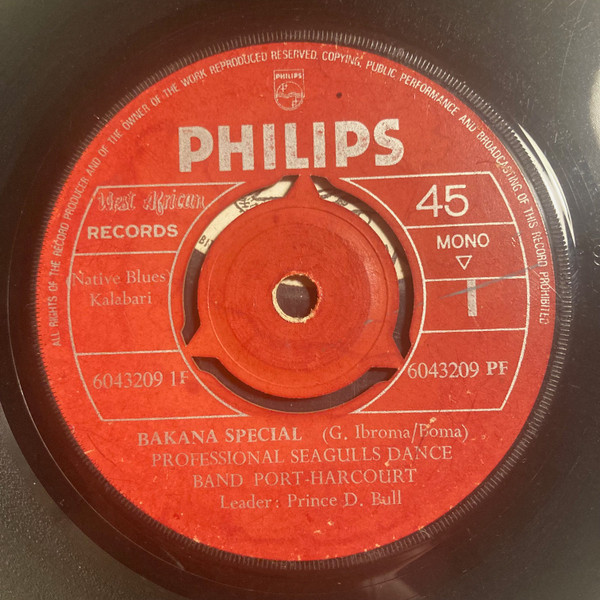 ALL RIGHTS OF THE RECORD PRODUCER AND OF THE OWNER OF THE WORK REPRODUCED RESERVED. COPYING, PUBLIC PERFORMANCE AND BROADCASTING OF THIS RECORD PROHIBITED
PHILIPS
PHILIPS
West African
RECORDS
45
MONO
(Native Blues)
Kalabari
1
6043209 1F
6043209 PF
BAKANA SPECIAL (G. Ibroma/Boma)
PROFESSIONAL SEAGULLS DANCE
BAND PORT-HARCOURT
Leader: Prince D. Bull